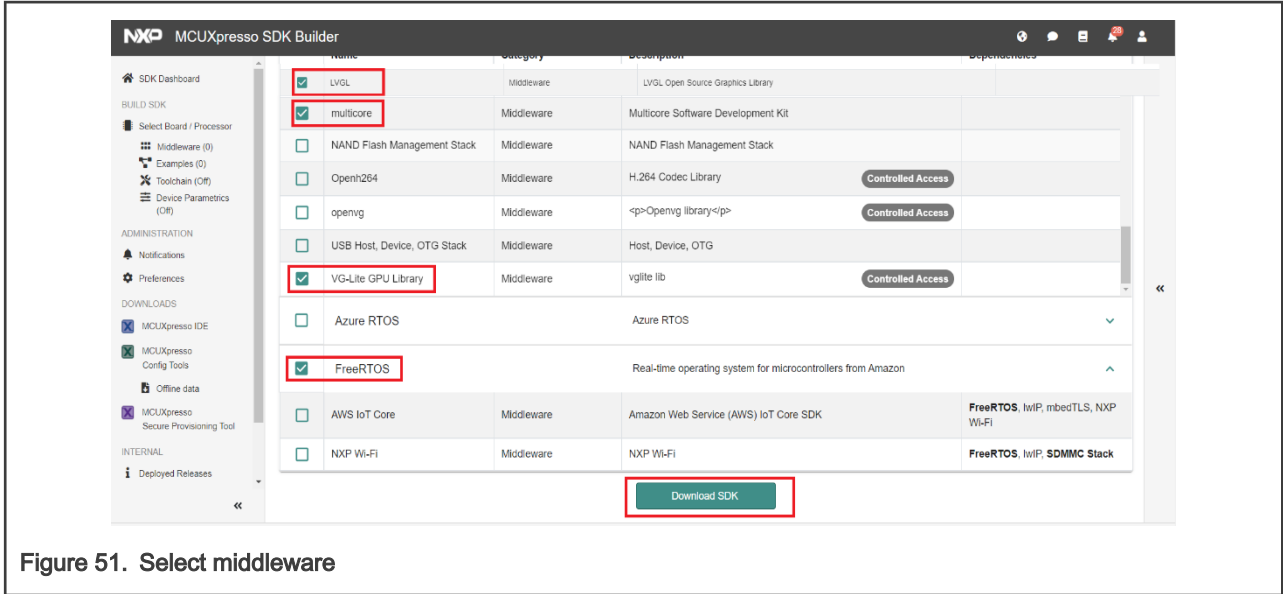 NXP MCUXpresso SDK Builder
28
SDK Dashboard
BUILD SDK
Select Board / Processor
Middleware (0)
Examples (0)
Toolchain (Off)
Device Parametrics
(Off)
ADMINISTRATION
Notifications
Preferences
DOWNLOADS
MCUXpresso IDE
MCUXpresso
Config Tools
Offline data
MCUXpresso
Secure Provisioning Tool
INTERNAL
Deployed Releases
«
Name Category Description Dependencies
LVGL Middleware LVGL Open Source Graphics Library
multicore Middleware Multicore Software Development Kit
NAND Flash Management Stack Middleware NAND Flash Management Stack
Openh264 Middleware H.264 Codec Library Controlled Access
openvg Middleware <p>Openvg library</p> Controlled Access
USB Host, Device, OTG Stack Middleware Host, Device, OTG
VG-Lite GPU Library Middleware vglite lib Controlled Access
«
Azure RTOS Azure RTOS
FreeRTOS Real-time operating system for microcontrollers from Amazon
AWS IoT Core Middleware Amazon Web Service (AWS) IoT Core SDK FreeRTOS, lwIP, mbedTLS, NXP
Wi-Fi
NXP Wi-Fi Middleware NXP Wi-Fi FreeRTOS, lwIP, SDMMC Stack
Download SDK
Figure 51. Select middleware